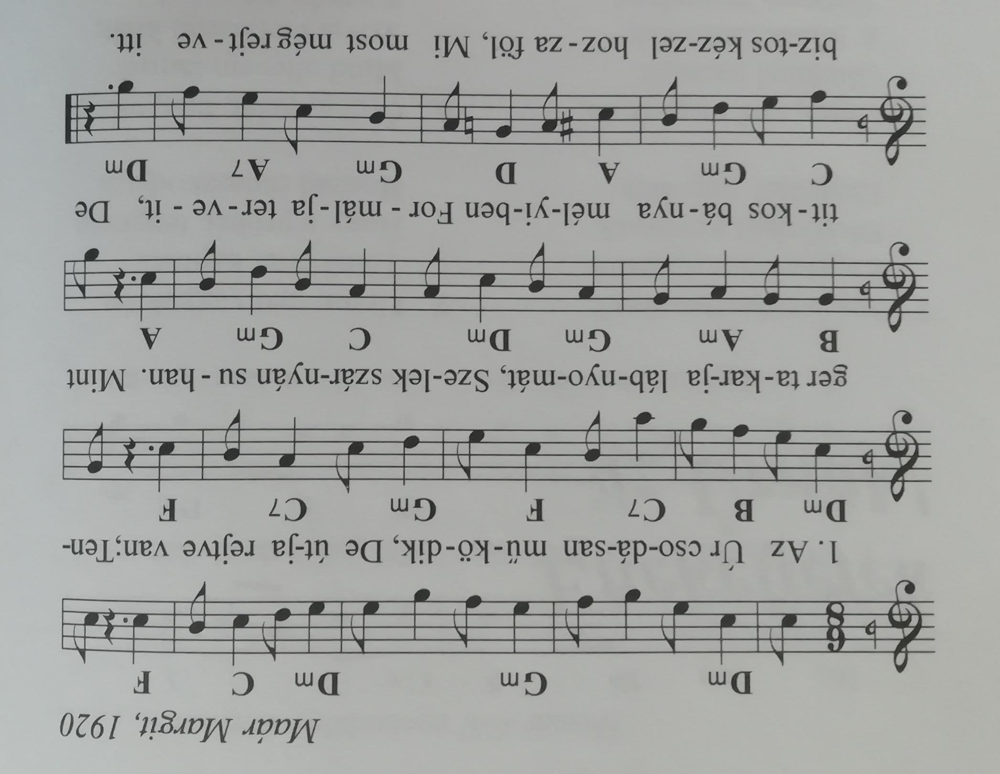 Maár Margit, 1920
Dm Gm Dm C F
6
8
1. Az Úr cso-dá-san mű-kö-dik, De út-ja rejtve van; Ten-
Dm B C7 F Gm C7 F
ger ta-kar-ja láb-nyo-mát, Sze-lek szár-nyán su-han. Mint
B Am Gm Dm C Gm A
tit-kos bá-nya mél-yi-ben For-mál-ja ter-ve-it, De
C Gm A D Gm A7 Dm
biz-tos kéz-zel hoz-za föl, Mi most még rejt-ve itt.